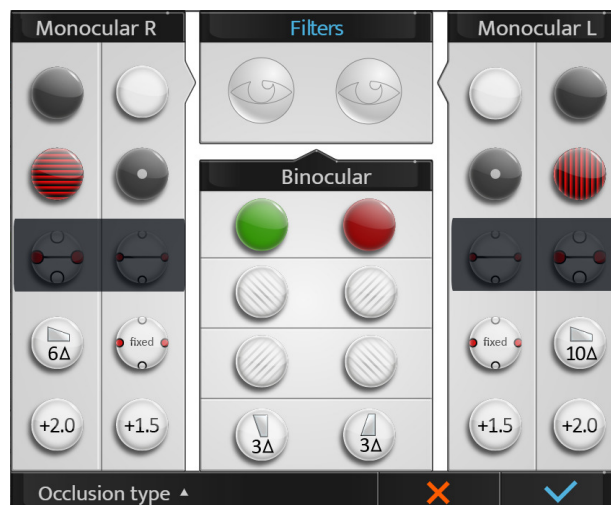 Monocular R
Filters
Monocular L
Binocular
6Δ
fixed
fixed
10Δ
+2.0
+1.5
3Δ
3Δ
+1.5
+2.0
Occlusion type